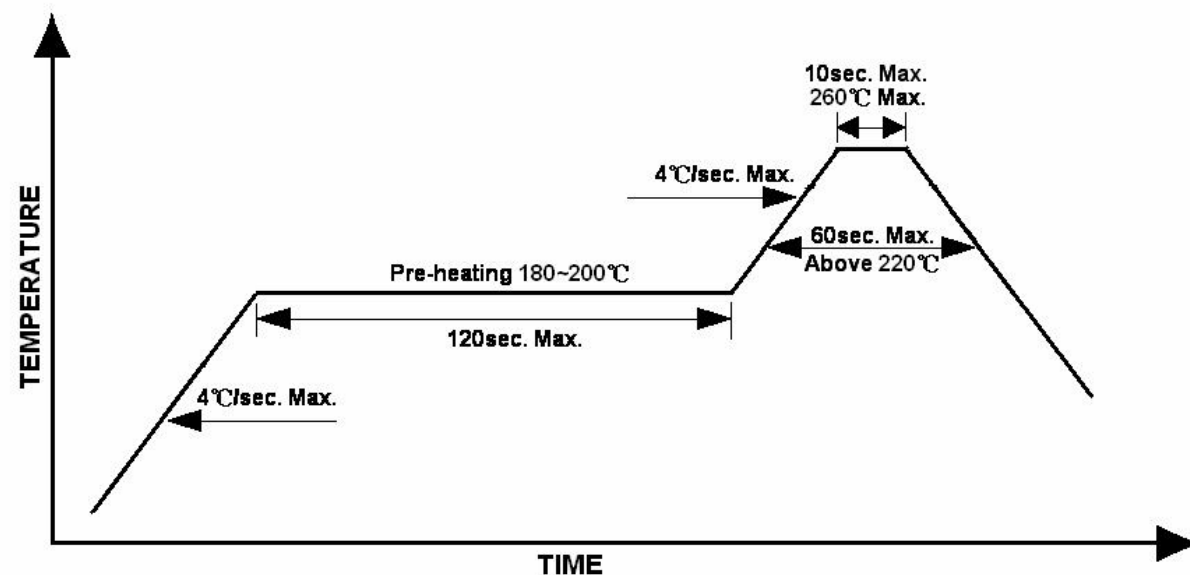 10sec. Max.
260℃ Max.
4℃/sec. Max.
60sec. Max.
Above 220℃
Pre-heating 180~200℃
120sec. Max.
4℃/sec. Max.
TEMPERATURE
TIME